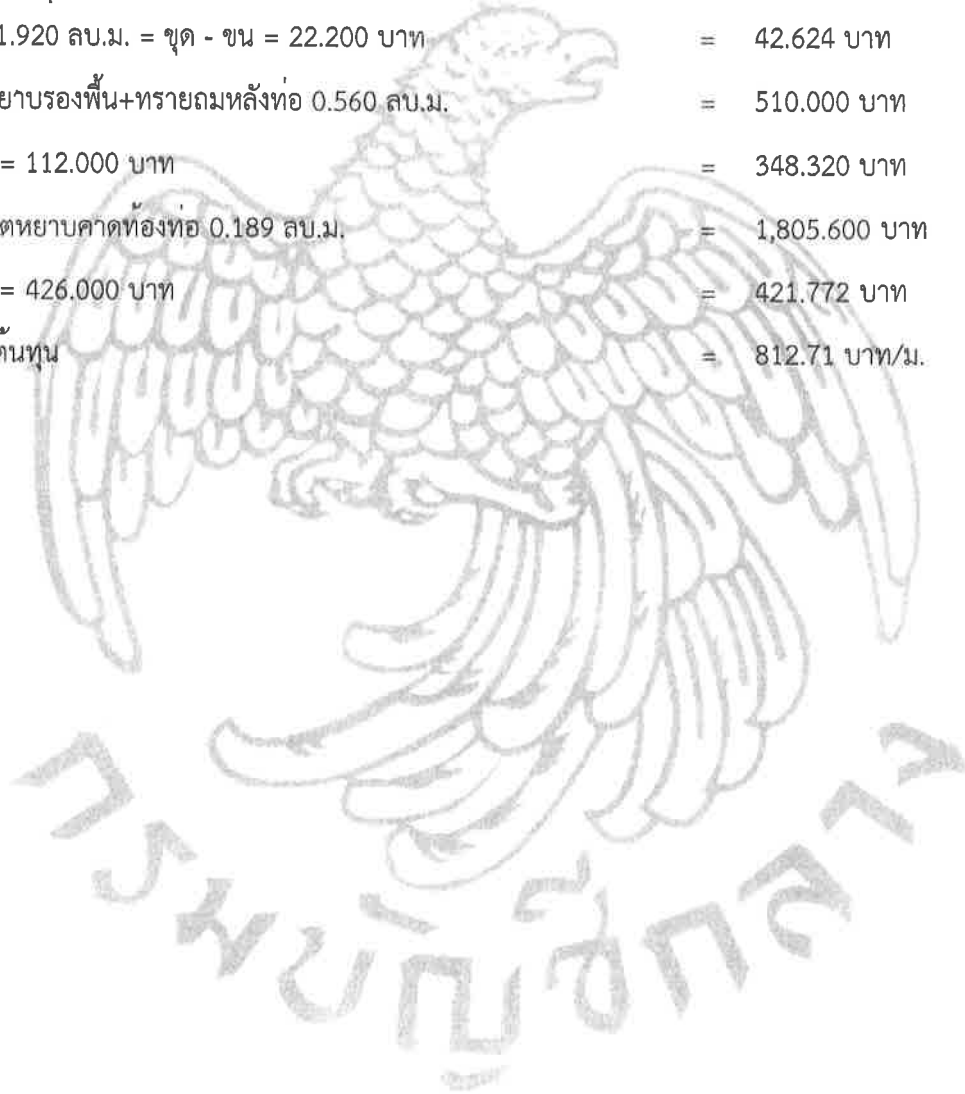 1.920 ลบ.ม. = ขุด - ขน = 22.200 บาท = 42.624 บาท
ยาบรองพื้น+ทรายถมหลังท่อ 0.560 ลบ.ม. = 510.000 บาท
= 112.000 บาท = 348.320 บาท
ตหยาบคาดท้องท่อ 0.189 ลบ.ม. = 1,805.600 บาท
= 426.000 บาท = 421.772 บาท
ต้นทุน = 812.71 บาท/ม.
กรมบัญชีกลาง